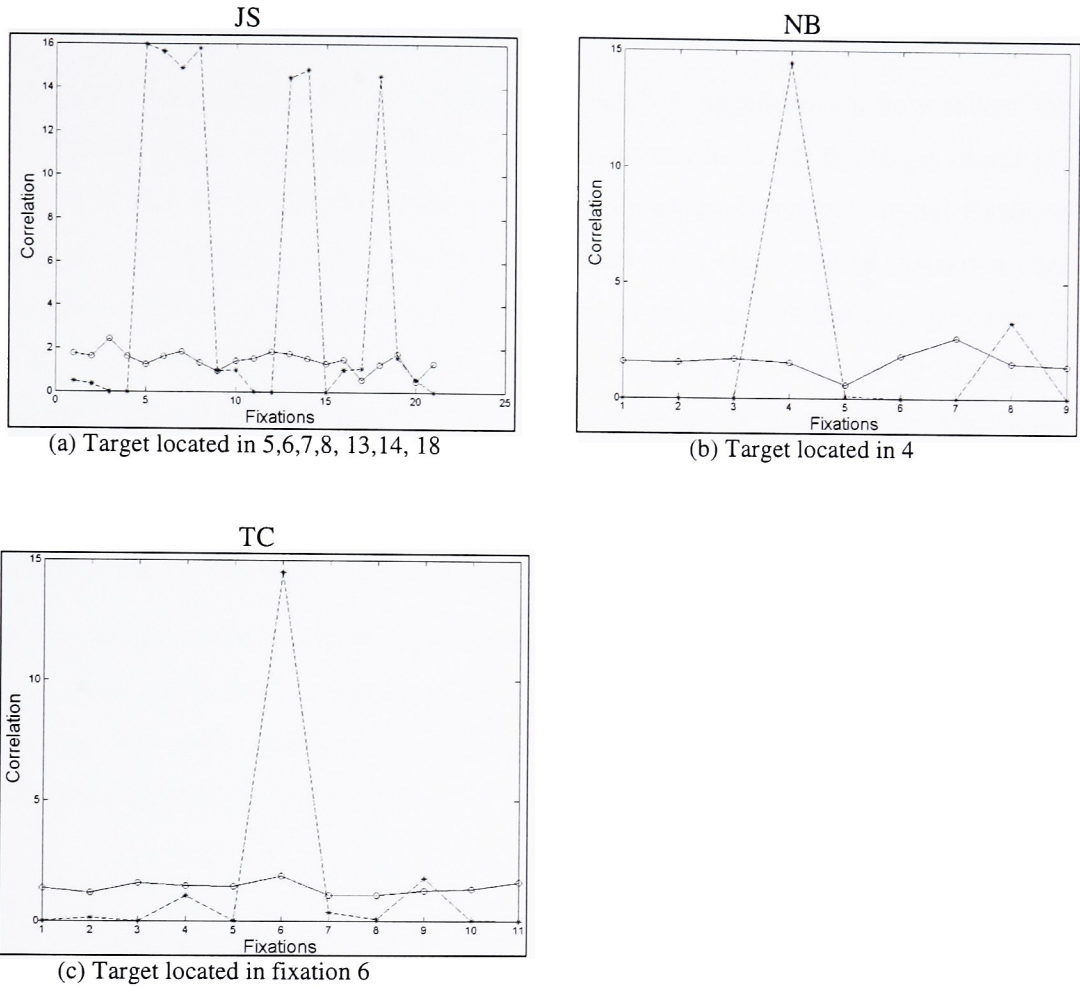 JS
16
14
12
10
8
6
4
2
0
Correlation
0 5 10 15 20 25
Fixations
(a) Target located in 5,6,7,8, 13,14, 18
NB
15
10
5
0
Correlation
1 2 3 4 5 6 7 8 9
Fixations
(b) Target located in 4
TC
15
10
5
0
Correlation
1 2 3 4 5 6 7 8 9 10 11
Fixations
(c) Target located in fixation 6